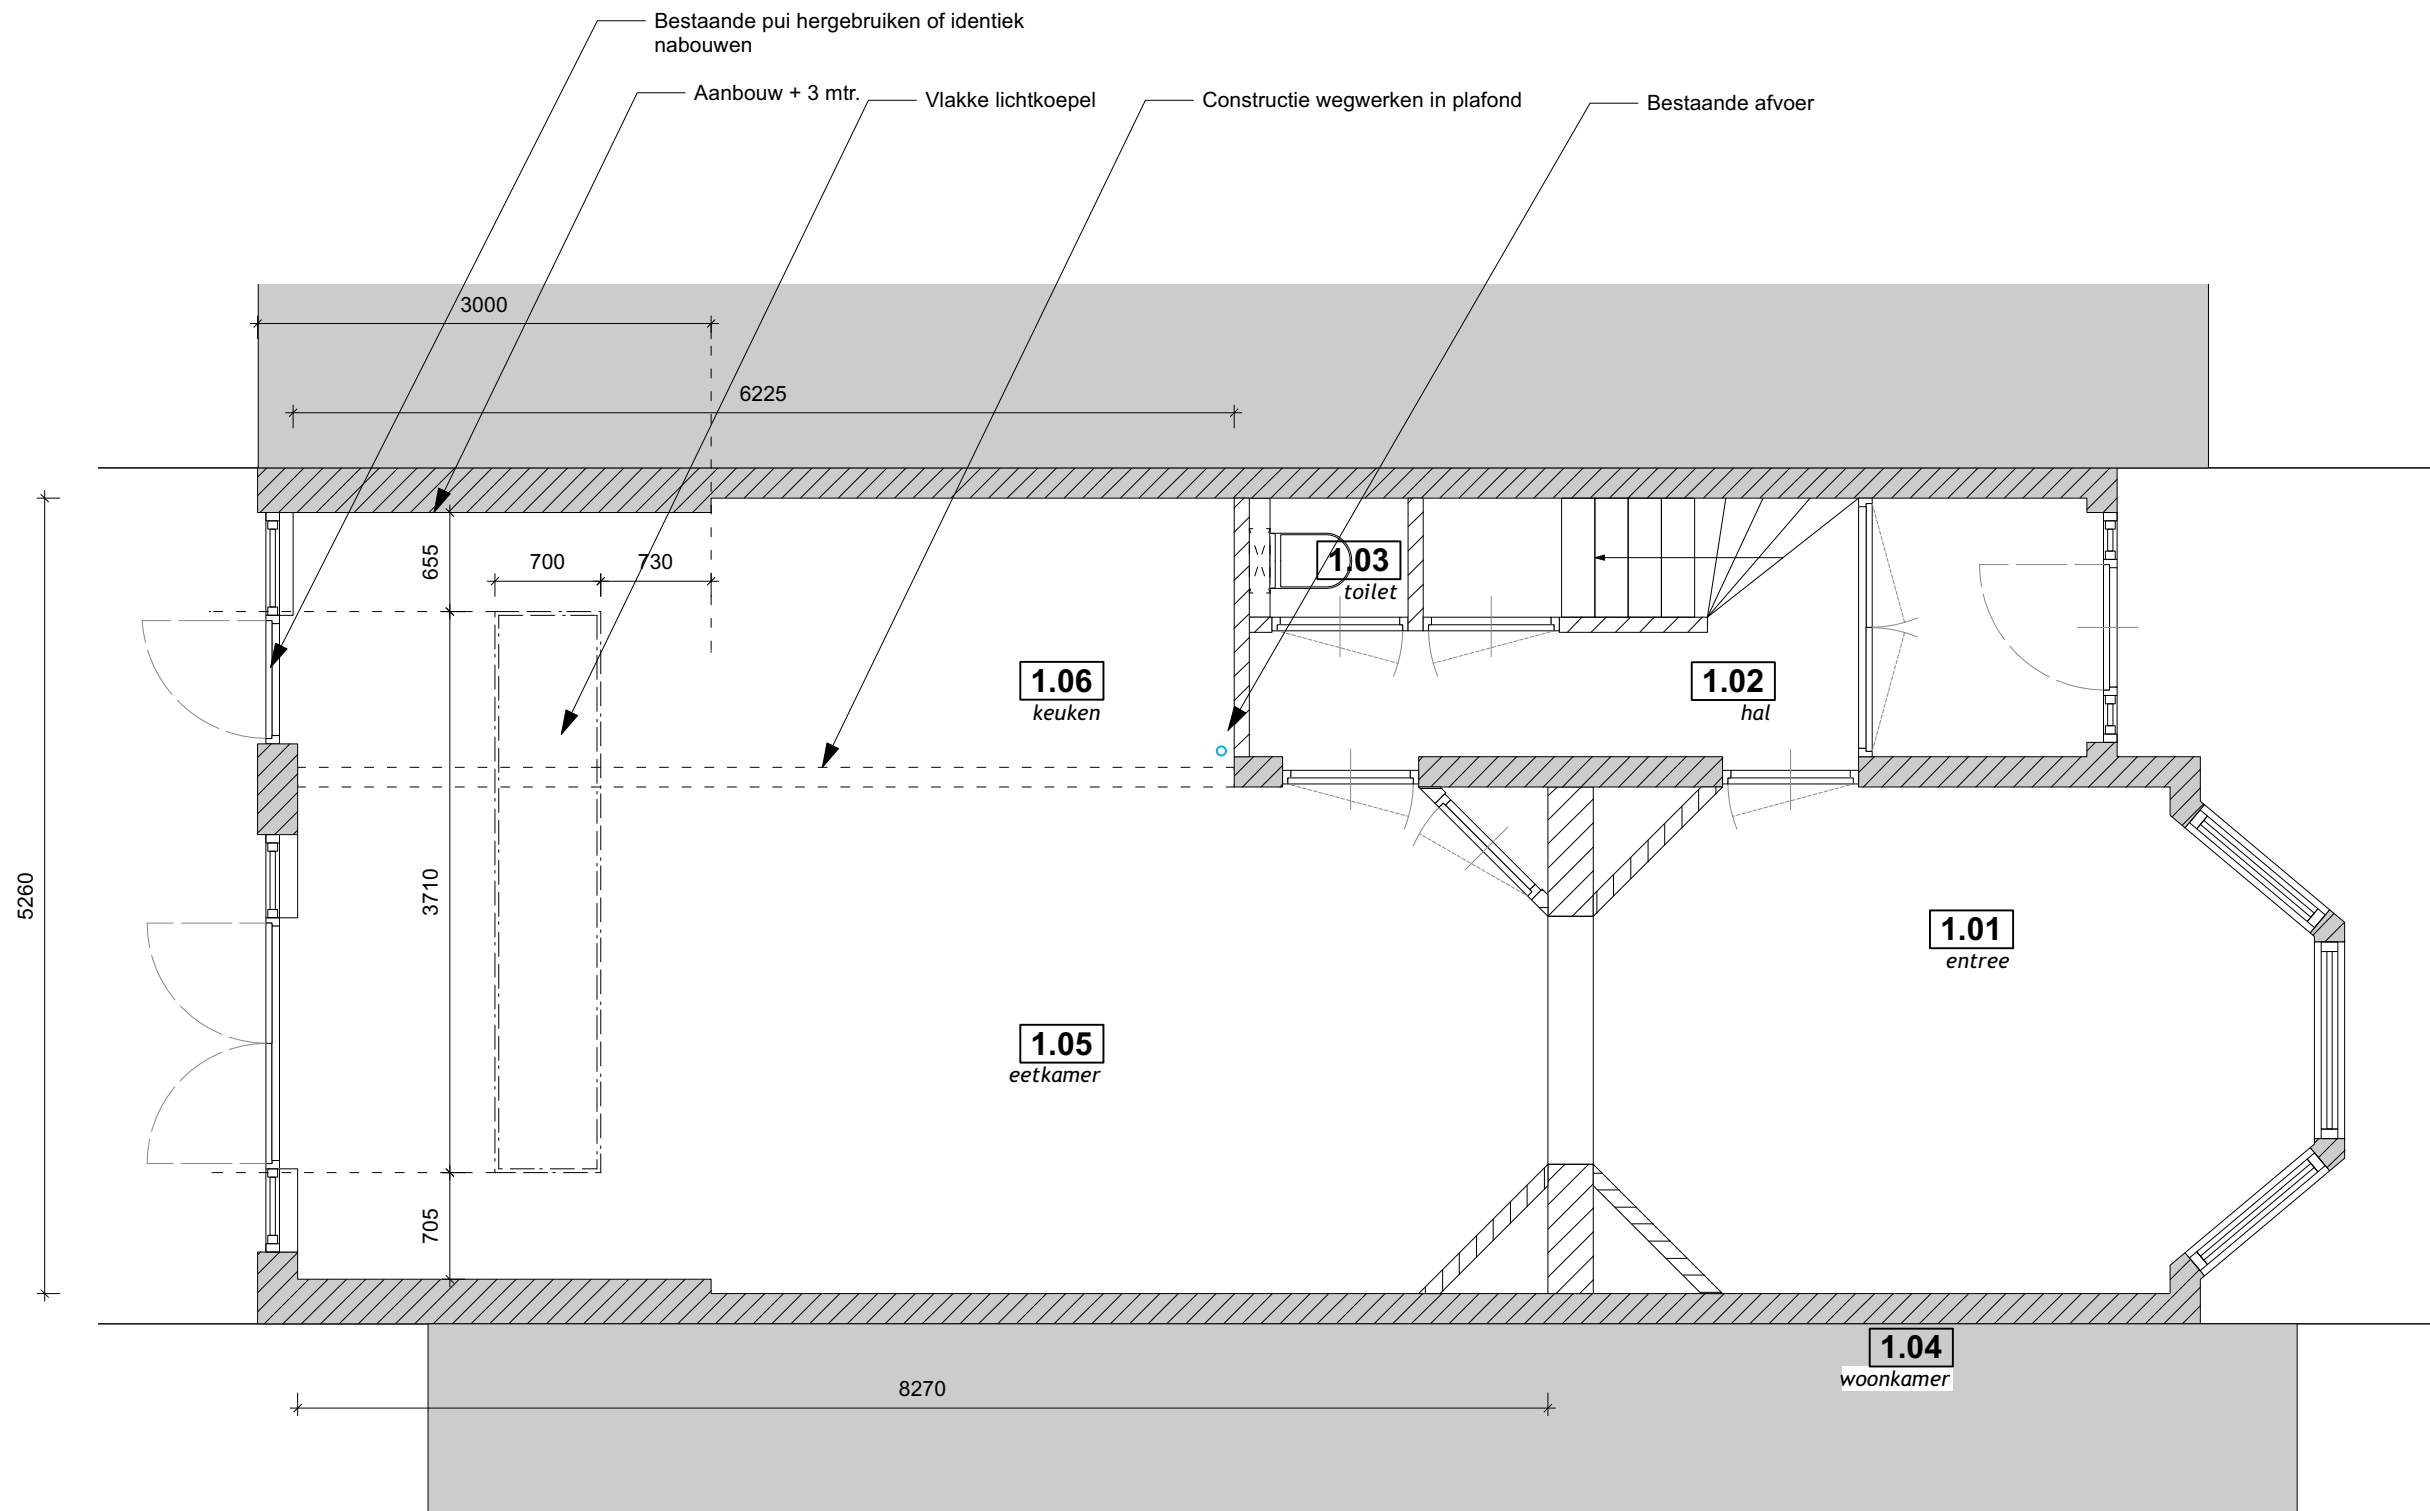 Bestaande pui hergebruiken of identiek
nabouwen
Aanbouw + 3 mtr.
Vlakke lichtkoepel
Constructie wegwerken in plafond
Bestaande afvoer
3000
6225
655
700
730
1.03
toilet
1.06
keuken
1.02
hal
5260
3710
1.01
entree
1.05
eetkamer
705
1.04
woonkamer
8270